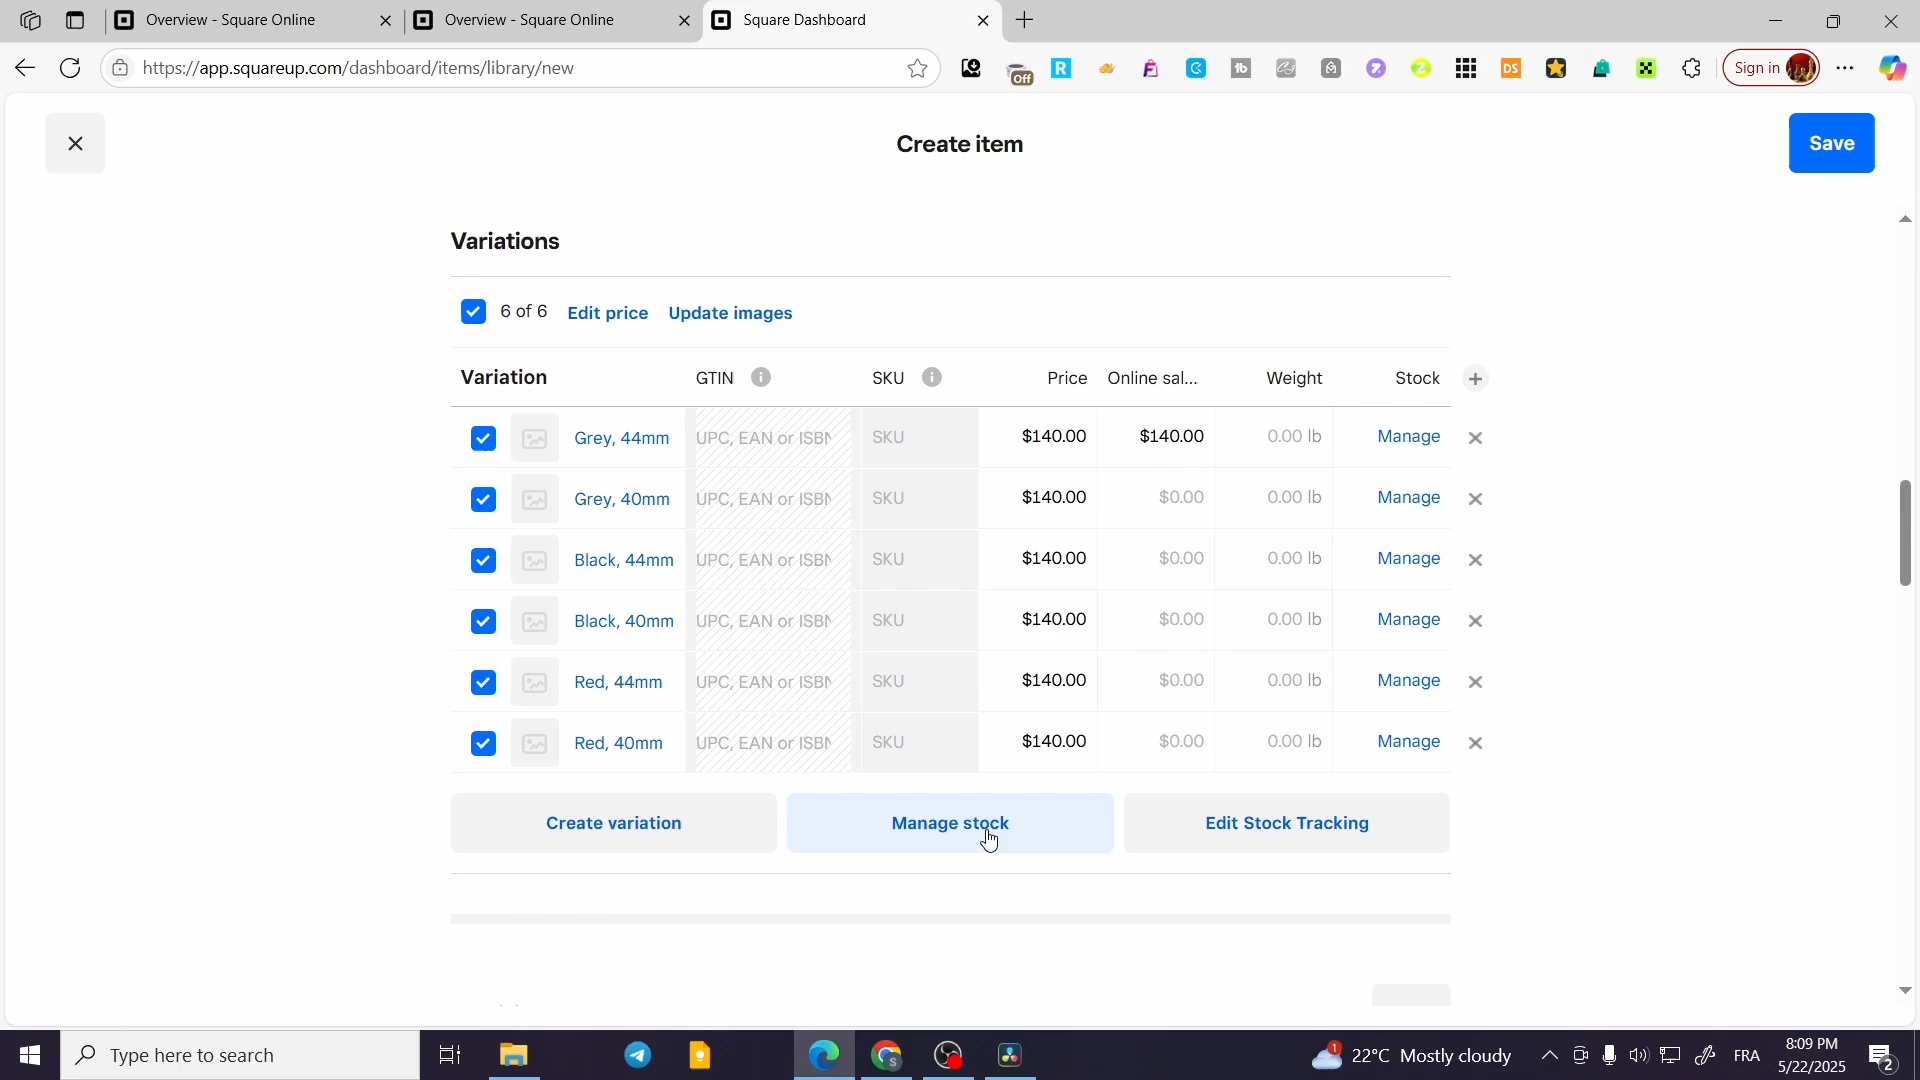 Overview - Square Online
Overview - Square Online
Square Dashboard
https://app.squareup.com/dashboard/items/library/new
Off
Sign in
Create item
Save
Variations
6 of 6 Edit price Update images
Variation GTIN SKU Price Online sal... Weight Stock
Grey, 44mm UPC, EAN or ISBN SKU $140.00 $140.00 0.00 lb Manage
Grey, 40mm UPC, EAN or ISBN SKU $140.00 $0.00 0.00 lb Manage
Black, 44mm UPC, EAN or ISBN SKU $140.00 $0.00 0.00 lb Manage
Black, 40mm UPC, EAN or ISBN SKU $140.00 $0.00 0.00 lb Manage
Red, 44mm UPC, EAN or ISBN SKU $140.00 $0.00 0.00 lb Manage
Red, 40mm UPC, EAN or ISBN SKU $140.00 $0.00 0.00 lb Manage
Create variation Manage stock Edit Stock Tracking
Type here to search
1
22°C Mostly cloudy
FRA
8:09 PM
5/22/2025
2